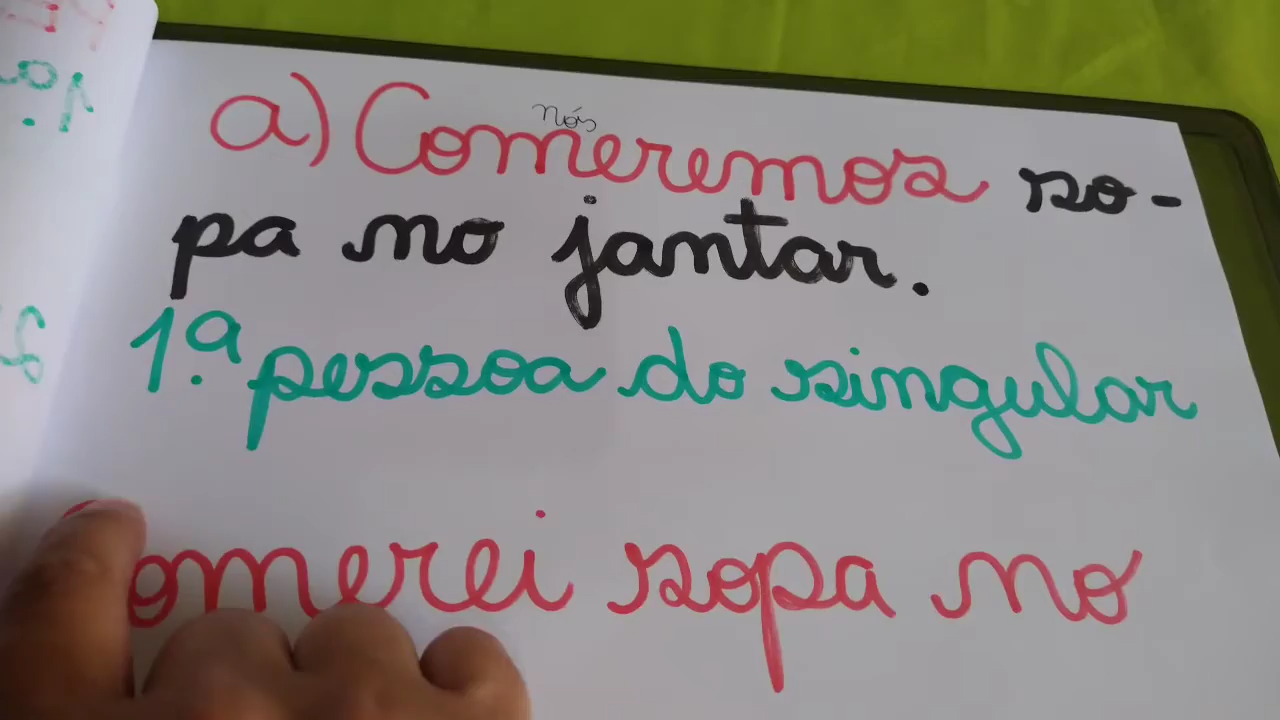 nós
a) Comeremos so-
pa no jantar.
1.ª pessoa do singular
omerei sopa no